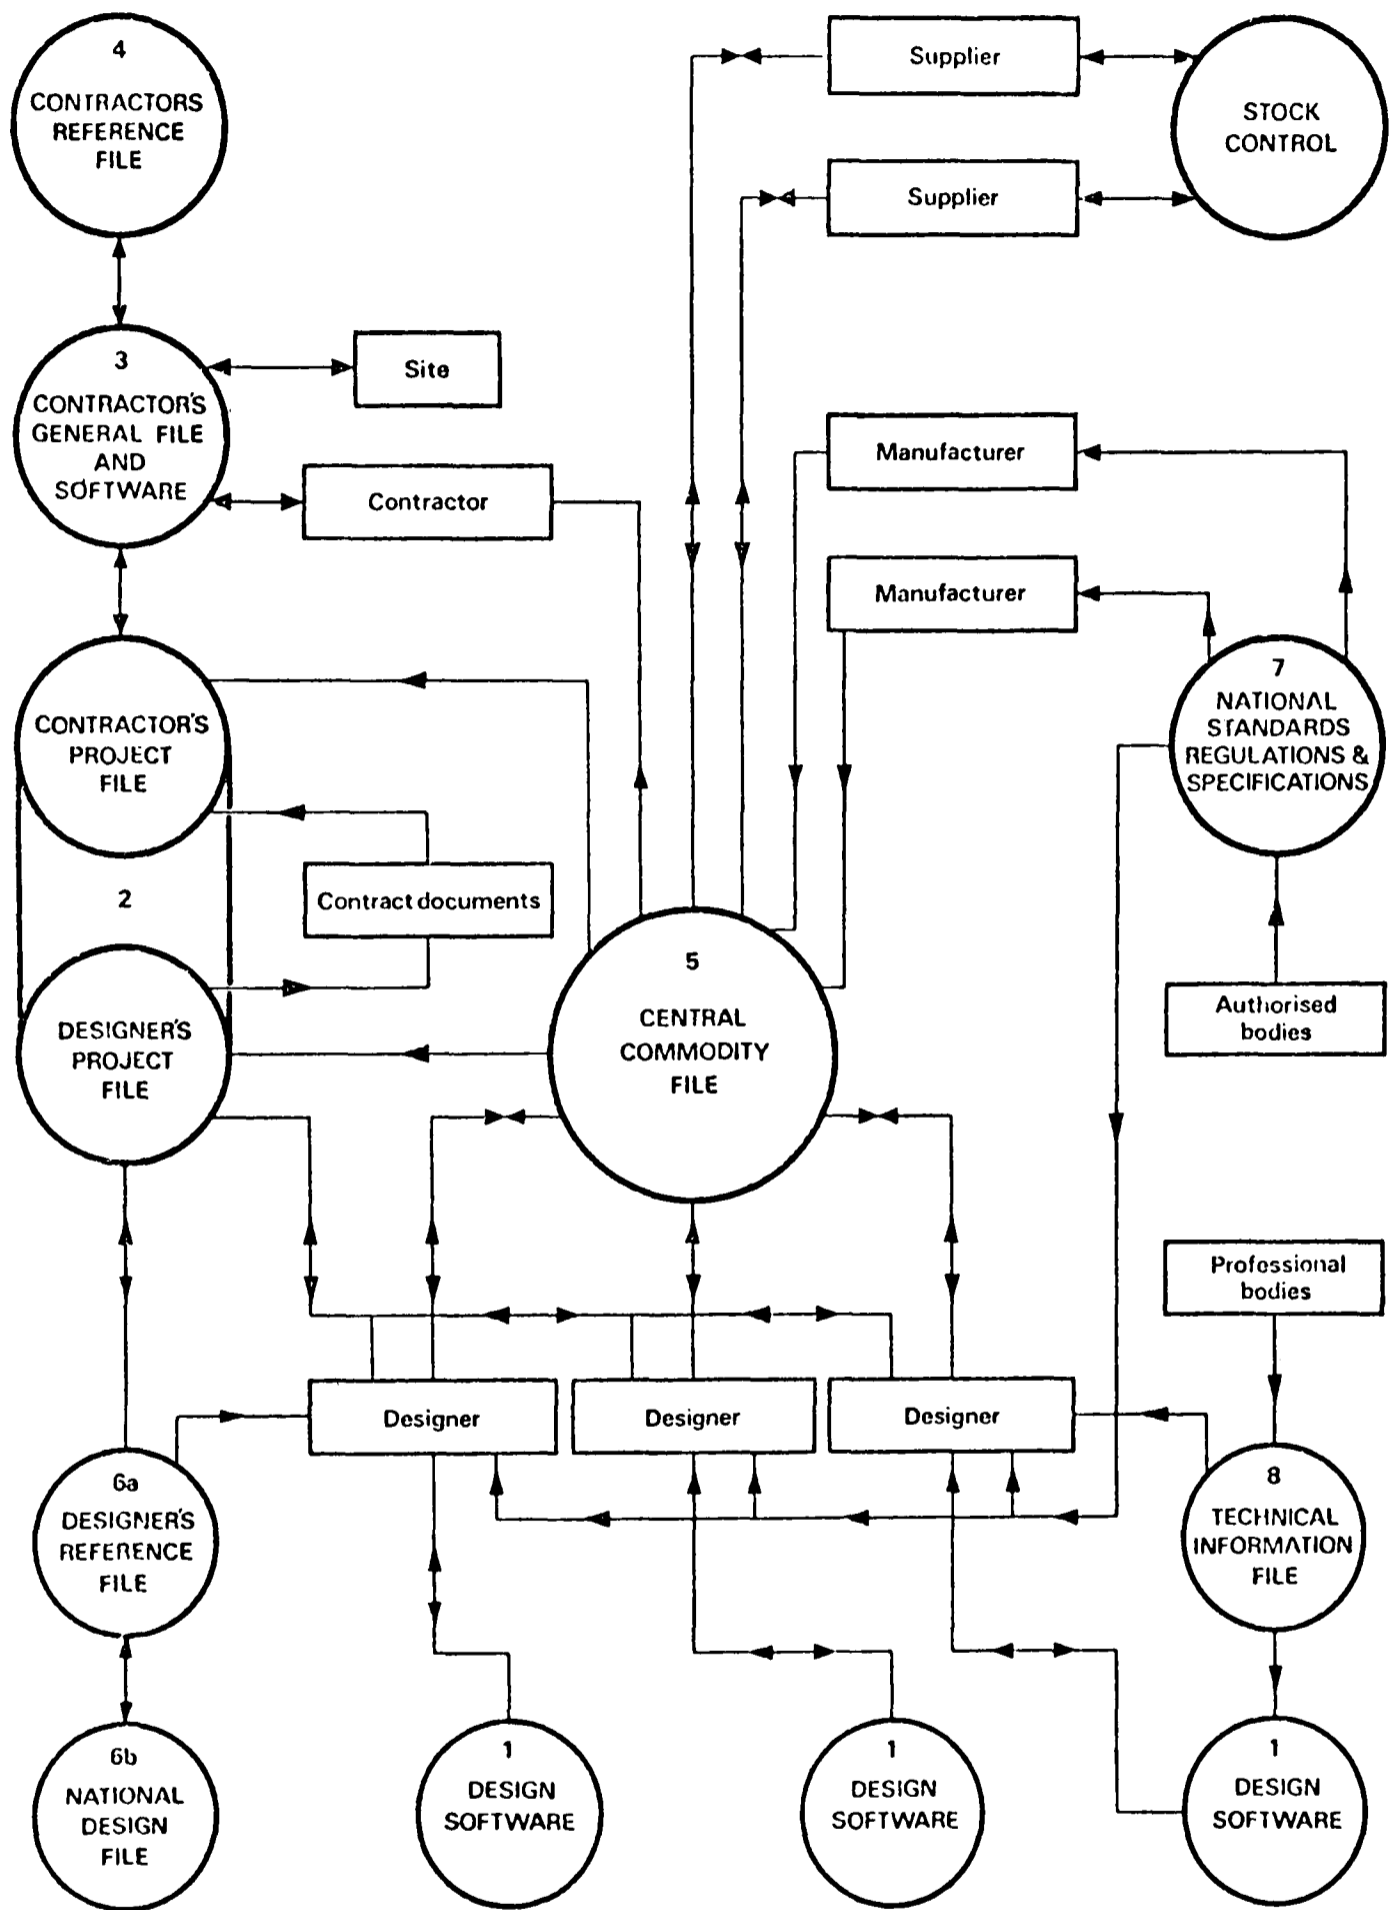 4
CONTRACTORS
REFERENCE
FILE
Supplier
STOCK
CONTROL
Supplier
3
CONTRACTOR'S
GENERAL FILE
AND
SOFTWARE
Site
Contractor
Manufacturer
Manufacturer
7
NATIONAL
STANDARDS
REGULATIONS &
SPECIFICATIONS
CONTRACTOR'S
PROJECT
FILE
2
Contract documents
DESIGNER'S
PROJECT
FILE
5
CENTRAL
COMMODITY
FILE
Authorised
bodies
Professional
bodies
Designer
Designer
Designer
6a
DESIGNER'S
REFERENCE
FILE
8
TECHNICAL
INFORMATION
FILE
6b
NATIONAL
DESIGN
FILE
1
DESIGN
SOFTWARE
1
DESIGN
SOFTWARE
1
DESIGN
SOFTWARE